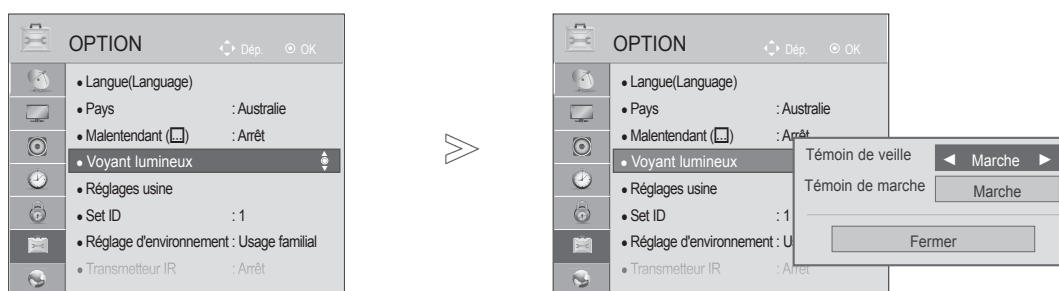 OPTION
Dép. OK
Langue(Language)
Pays : Australie
Malentendant (...) : Arrêt
Voyant lumineux
Réglages usine
Set ID : 1
Réglage d'environnement : Usage familial
Transmetteur IR : Arrêt
OPTION
Dép. OK
Langue(Language)
Pays : Australie
Malentendant (...) : Arrêt
Voyant lumineux
Réglages usine
Set ID : 1
Réglage d'environnement : U
Transmetteur IR : Arrêt
Témoin de veille ◄ Marche ►
Témoin de marche Marche
Fermer